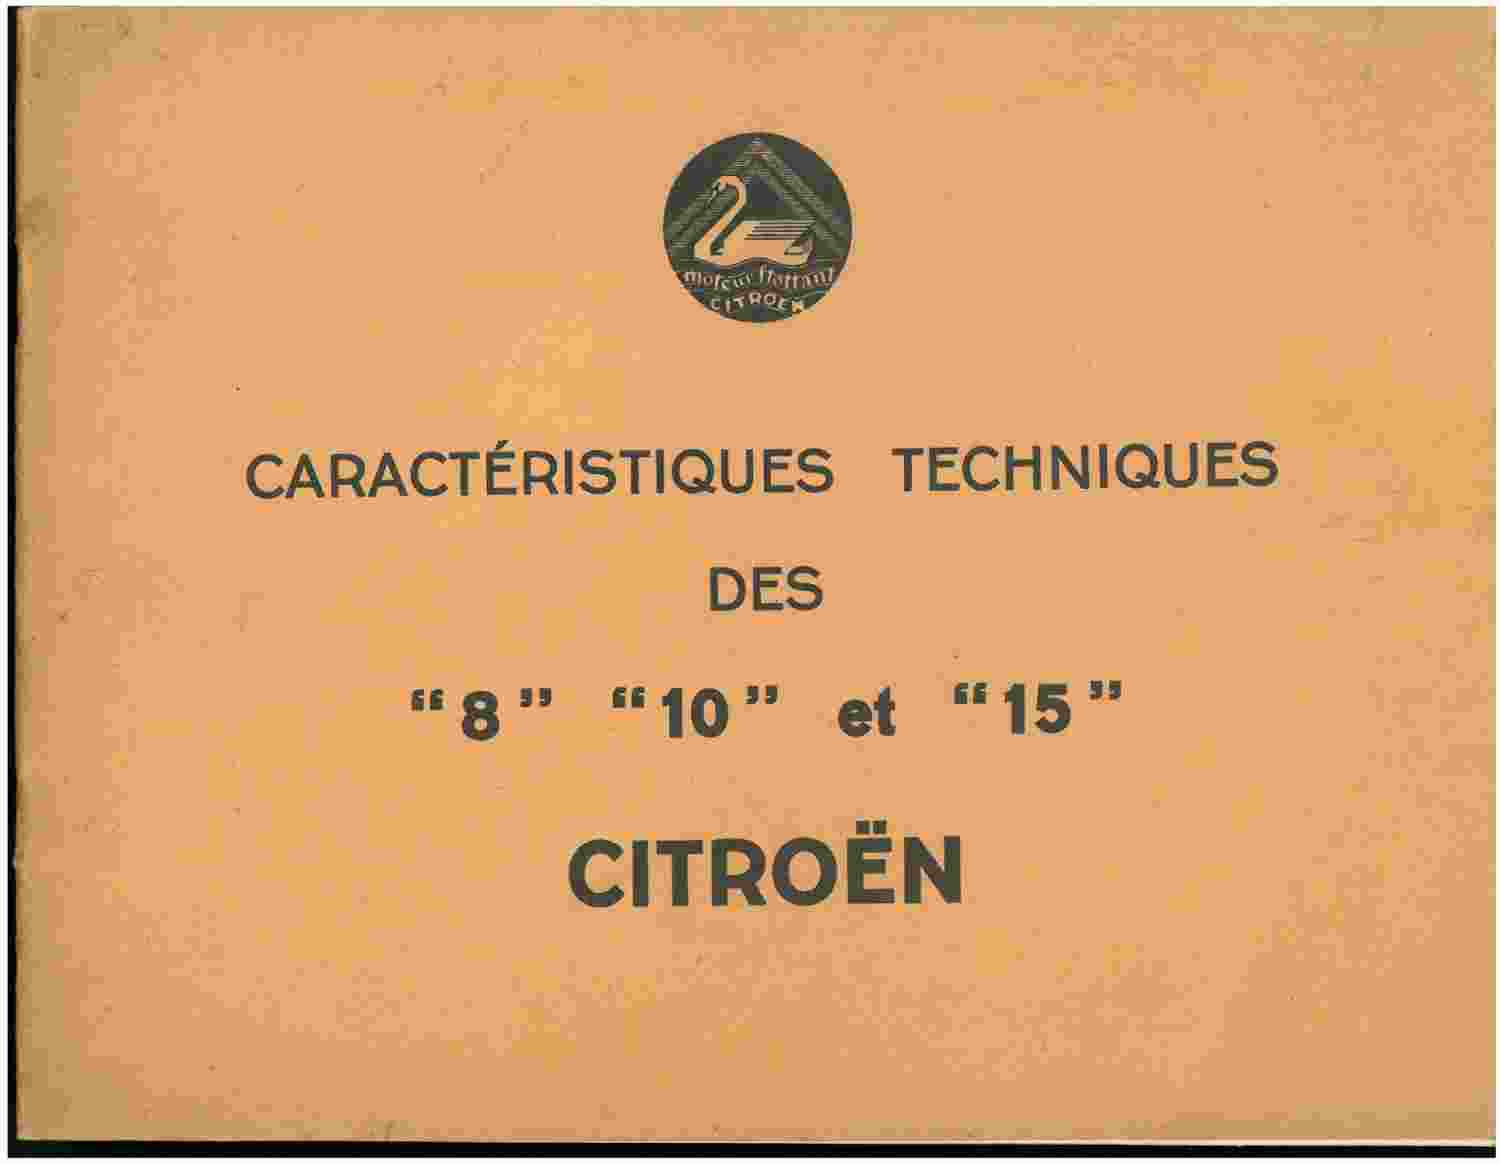 moteur flottant
CITROËN
CARACTÉRISTIQUES TECHNIQUES
DES
“8” “10” et “15”
CITROËN